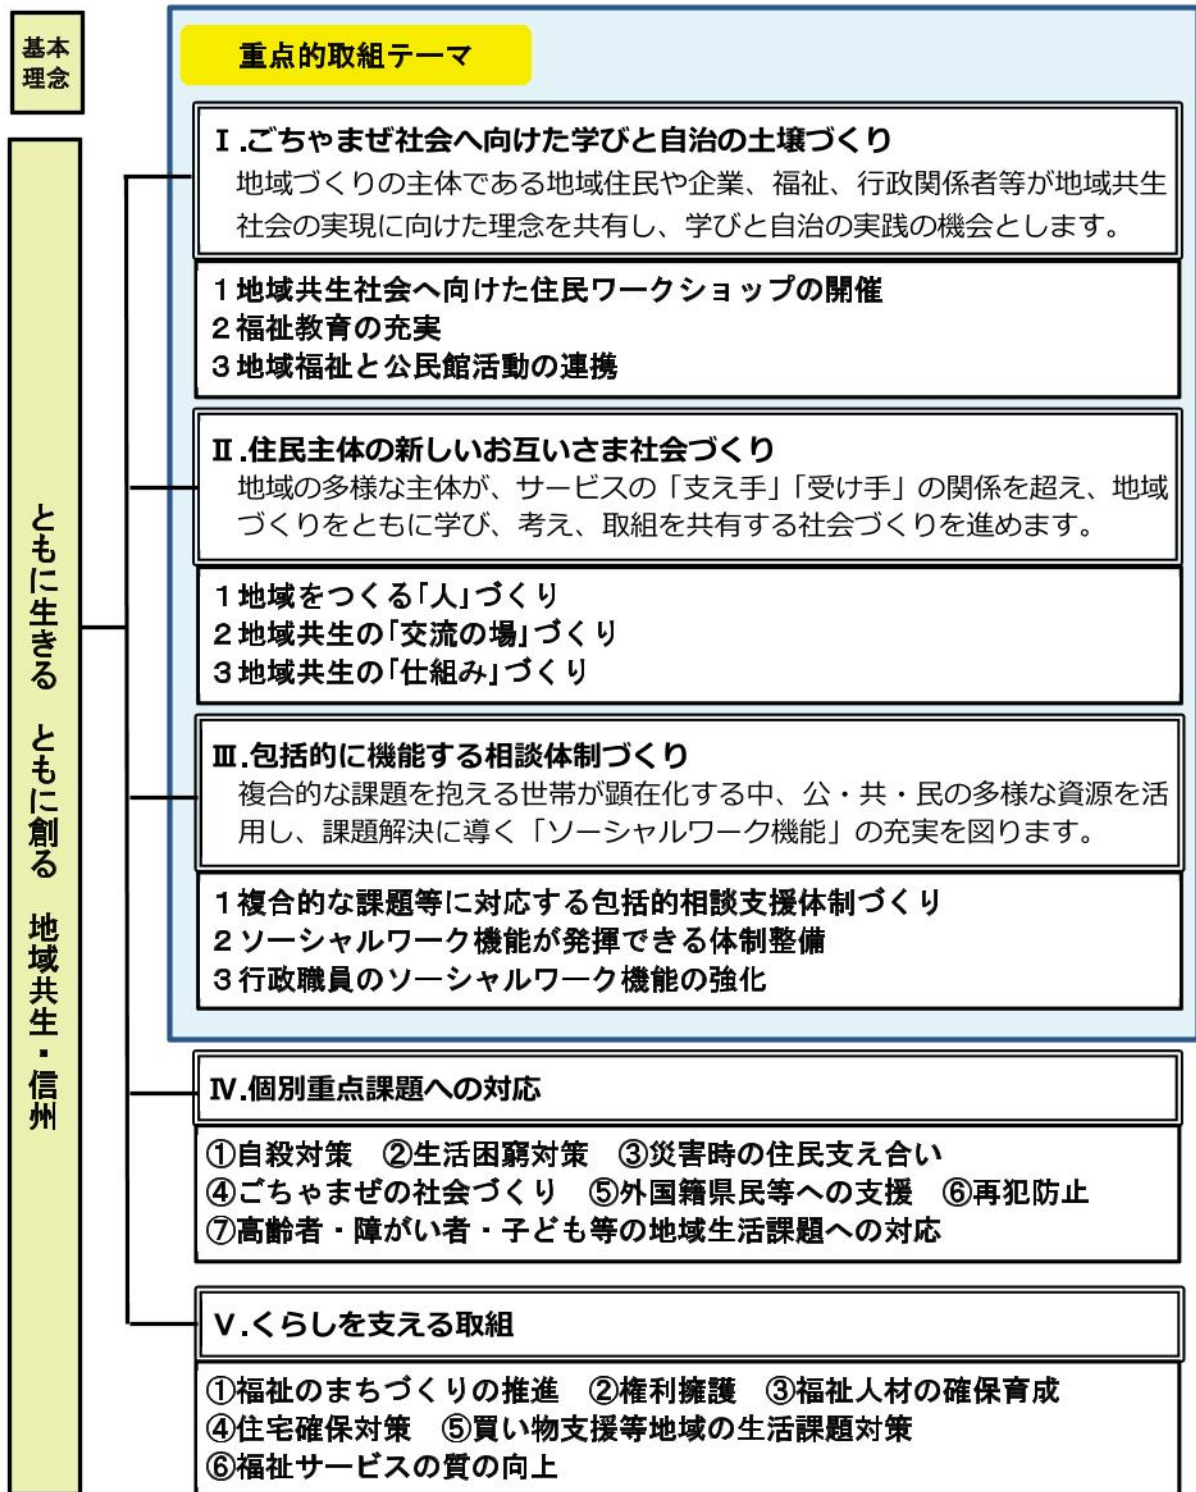 基本
理念
ともに生きる　ともに創る　地域共生・信州
重点的取組テーマ
Ⅰ.ごちゃまぜ社会へ向けた学びと自治の土壌づくり
地域づくりの主体である地域住民や企業、福祉、行政関係者等が地域共生
社会の実現に向けた理念を共有し、学びと自治の実践の機会とします。
1地域共生社会へ向けた住民ワークショップの開催
2福祉教育の充実
3地域福祉と公民館活動の連携
Ⅱ.住民主体の新しいお互いさま社会づくり
地域の多様な主体が、サービスの「支え手」「受け手」の関係を超え、地域
づくりをともに学び、考え、取組を共有する社会づくりを進めます。
1地域をつくる｢人｣づくり
2地域共生の｢交流の場｣づくり
3地域共生の｢仕組み｣づくり
Ⅲ.包括的に機能する相談体制づくり
複合的な課題を抱える世帯が顕在化する中、公・共・民の多様な資源を活
用し、課題解決に導く「ソーシャルワーク機能」の充実を図ります。
1複合的な課題等に対応する包括的相談支援体制づくり
2ソーシャルワーク機能が発揮できる体制整備
3行政職員のソーシャルワーク機能の強化
Ⅳ.個別重点課題への対応
①自殺対策　②生活困窮対策　③災害時の住民支え合い
④ごちゃまぜの社会づくり　⑤外国籍県民等への支援　⑥再犯防止
⑦高齢者・障がい者・子ども等の地域生活課題への対応
Ⅴ.くらしを支える取組
①福祉のまちづくりの推進　②権利擁護　③福祉人材の確保育成
④住宅確保対策　⑤買い物支援等地域の生活課題対策
⑥福祉サービスの質の向上